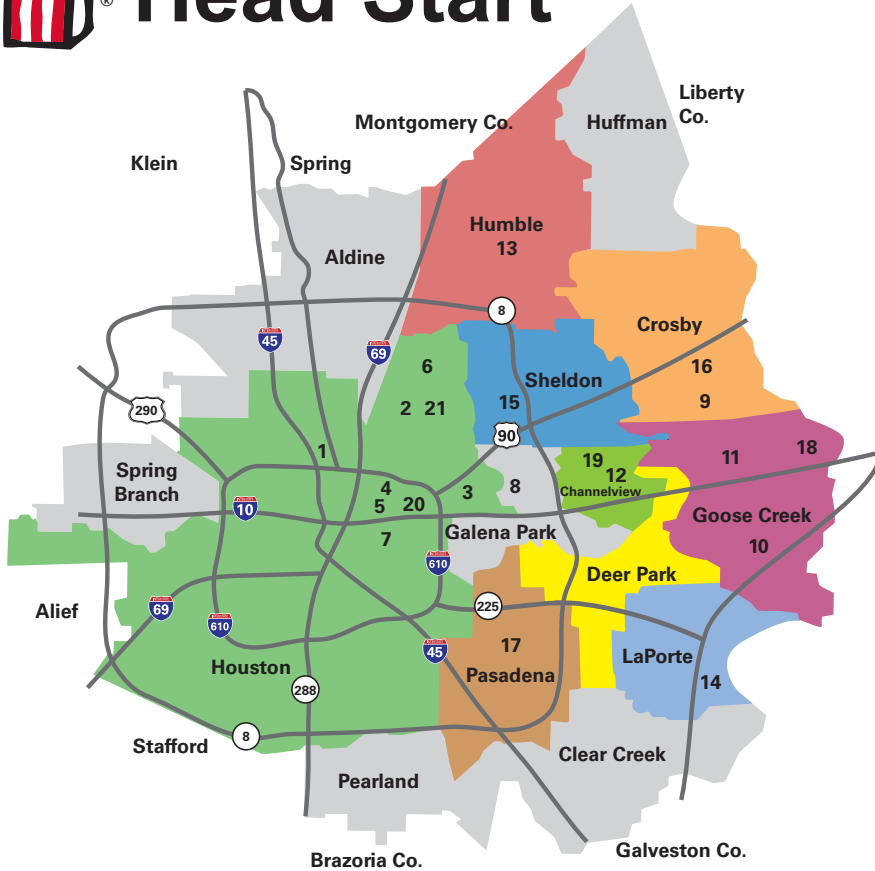 ® Head Start
Liberty
Co.
Montgomery Co.
Huffman
Klein
Spring
Humble
13
Aldine
8
Crosby
45
69
6
16
Sheldon
290
2 21
15
9
90
1
18
11
19
Spring
Branch
12
Channelview
4
5
20
3
8
10
Goose Creek
7
Galena Park
10
610
Deer Park
Alief
69
225
610
17
45
LaPorte
Houston
Pasadena
14
288
Stafford
8
Clear Creek
Pearland
Galveston Co.
Brazoria Co.